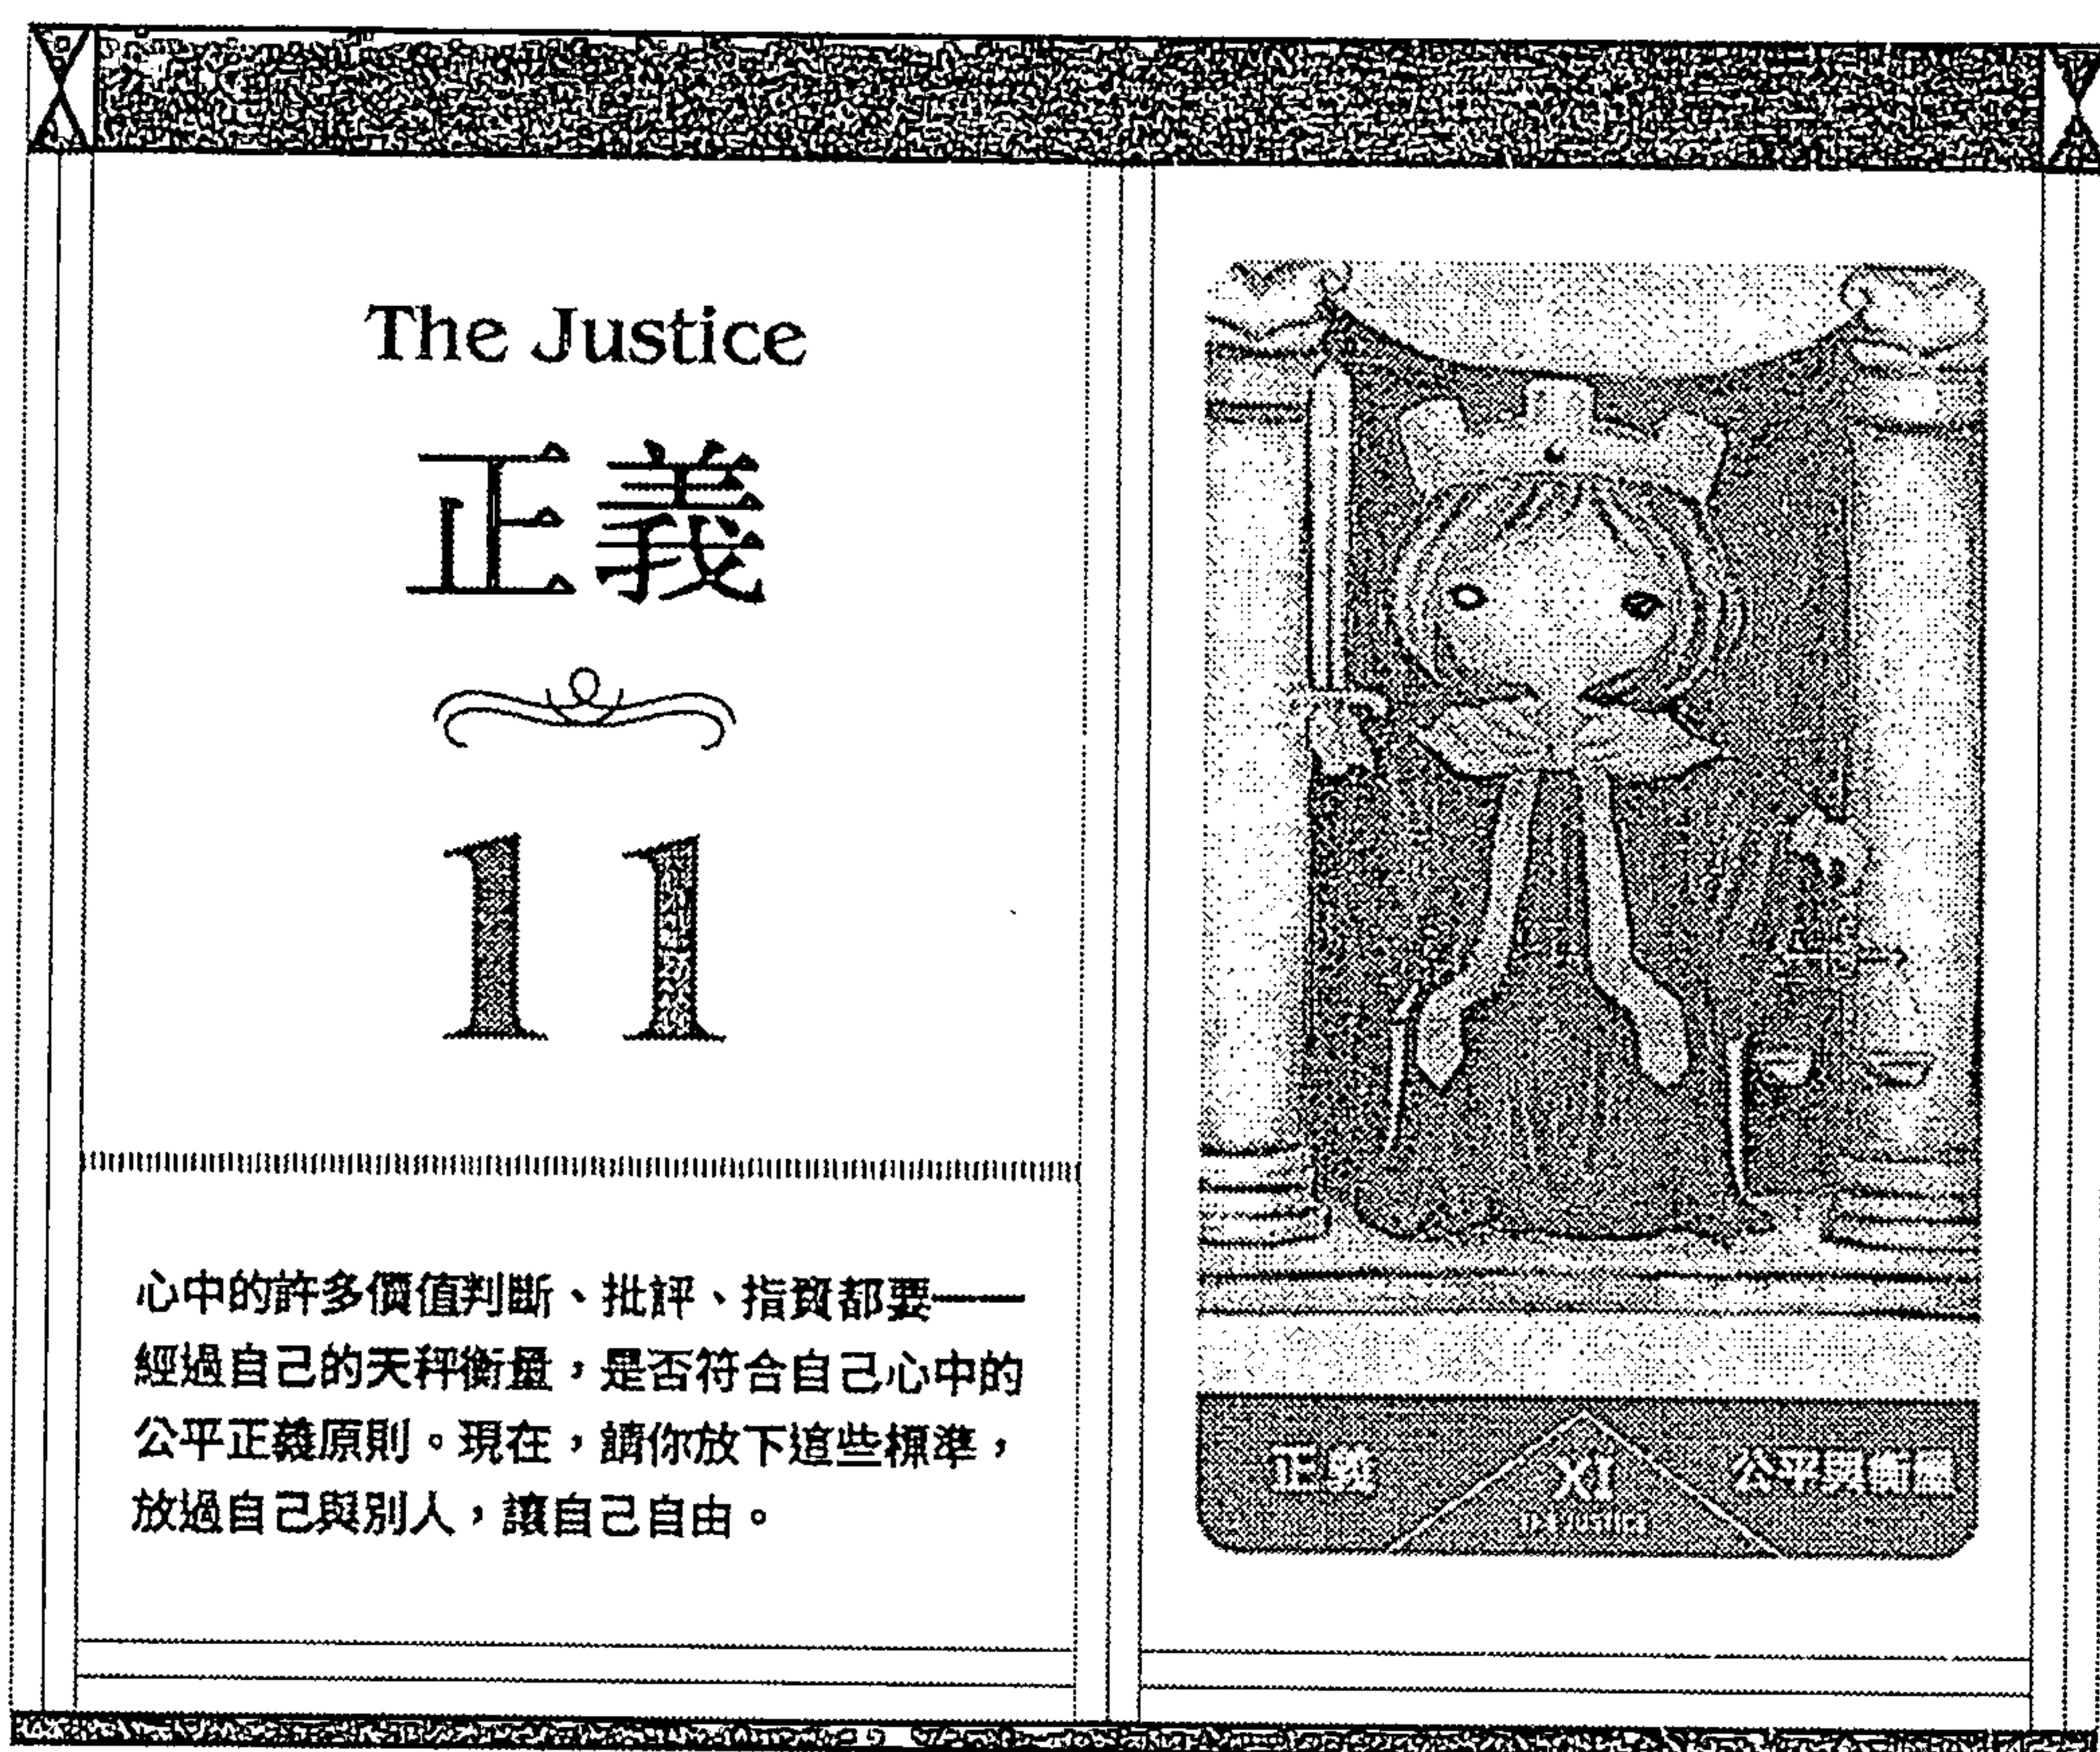 The Justice
正義
11
心中的許多價值判斷、批評、指責都要一一
經過自己的天秤衡量，是否符合自己心中的
公平正義原則。現在，請你放下這些標準，
放過自己與別人，讓自己自由。
正義
XI
THE JUSTICE
公平與衡量